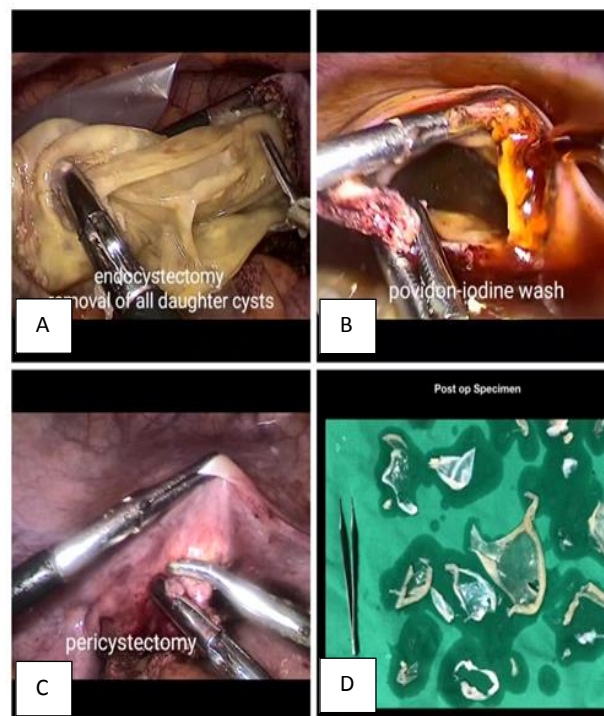 endocystectomy
removal of all daughter cysts
A
povidon-iodine wash
B
pericystectomy
C
Post op Specimen
D